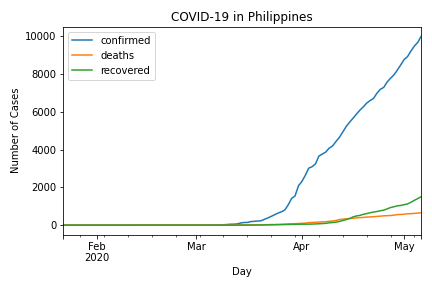 COVID-19 in Philippines
confirmed
deaths
recovered
Number of Cases
10000
8000
6000
4000
2000
0
Feb
2020
Mar
Apr
May
Day